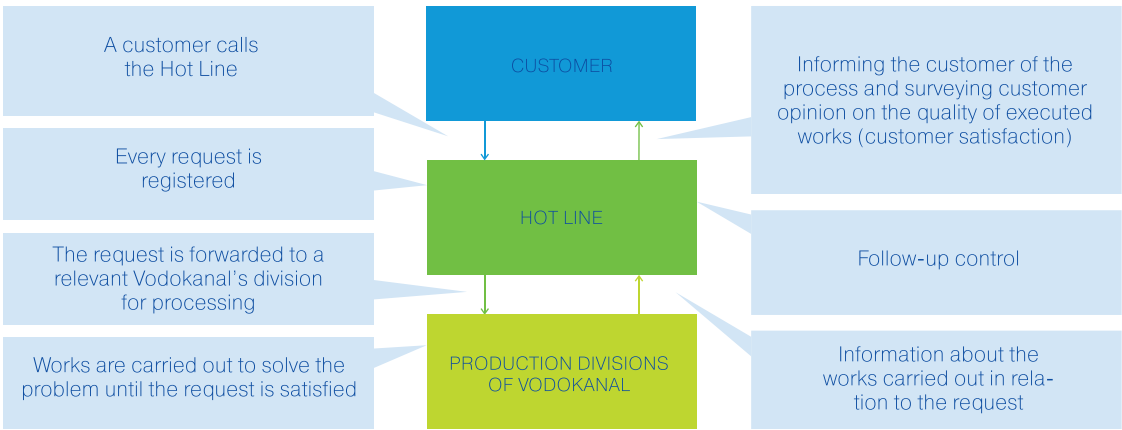 A customer calls
the Hot Line
Every request is
registered
The request is forwarded to a
relevant Vodokanal’s division
for processing
Works are carried out to solve the
problem until the request is satisfied
CUSTOMER
HOT LINE
PRODUCTION DIVISIONS
OF VODOKANAL
Informing the customer of the
process and surveying customer
opinion on the quality of executed
works (customer satisfaction)
Follow-up control
Information about the
works carried out in rela-
tion to the request